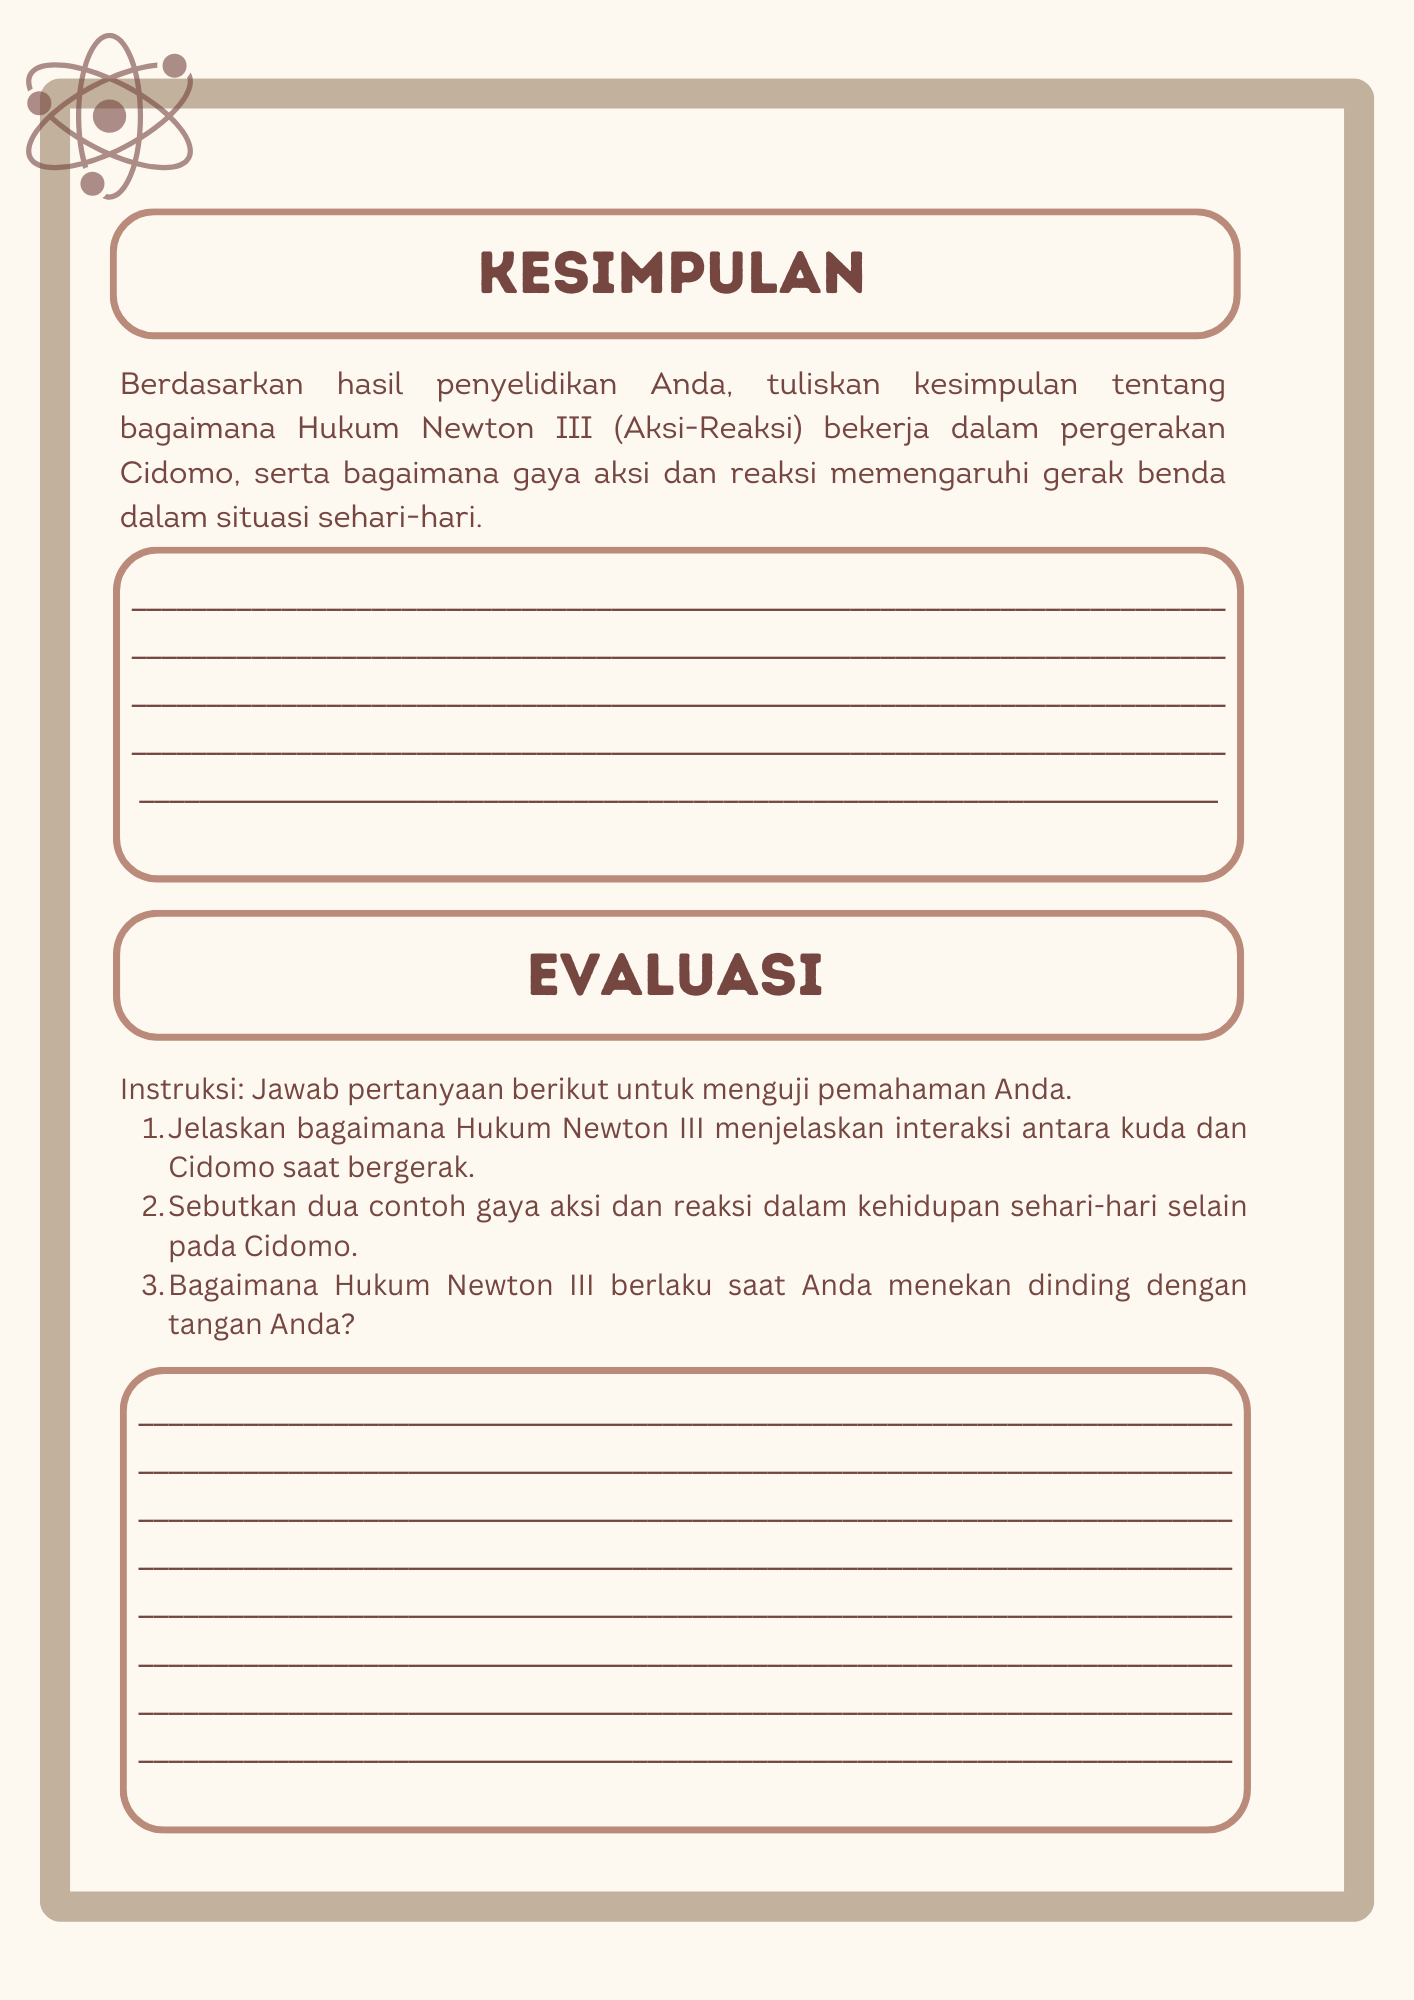 KESIMPULAN
Berdasarkan hasil penyelidikan Anda, tuliskan kesimpulan tentang
bagaimana Hukum Newton III (Aksi-Reaksi) bekerja dalam pergerakan
Cidomo, serta bagaimana gaya aksi dan reaksi memengaruhi gerak benda
dalam situasi sehari-hari.
EVALUASI
Instruksi: Jawab pertanyaan berikut untuk menguji pemahaman Anda.
1. Jelaskan bagaimana Hukum Newton III menjelaskan interaksi antara kuda dan
Cidomo saat bergerak.
2. Sebutkan dua contoh gaya aksi dan reaksi dalam kehidupan sehari-hari selain
pada Cidomo.
3. Bagaimana Hukum Newton III berlaku saat Anda menekan dinding dengan
tangan Anda?